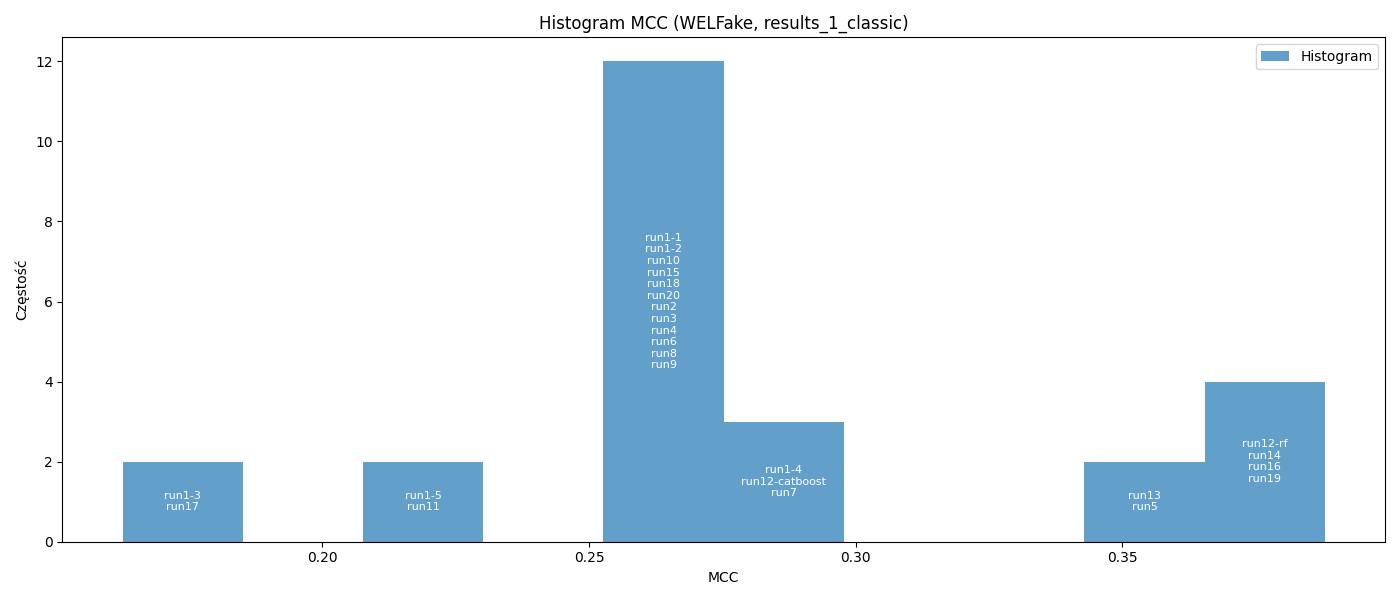 Histogram MCC (WELFake, results_1_classic)
Histogram
Częstość
12
10
8
6
4
2
0
run1-3
run17
run1-5
run11
run1-1
run1-2
run10
run15
run18
run20
run2
run3
run4
run6
run8
run9
run1-4
run12-catboost
run7
run13
run5
run12-rf
run14
run16
run19
0.20
0.25
0.30
0.35
MCC